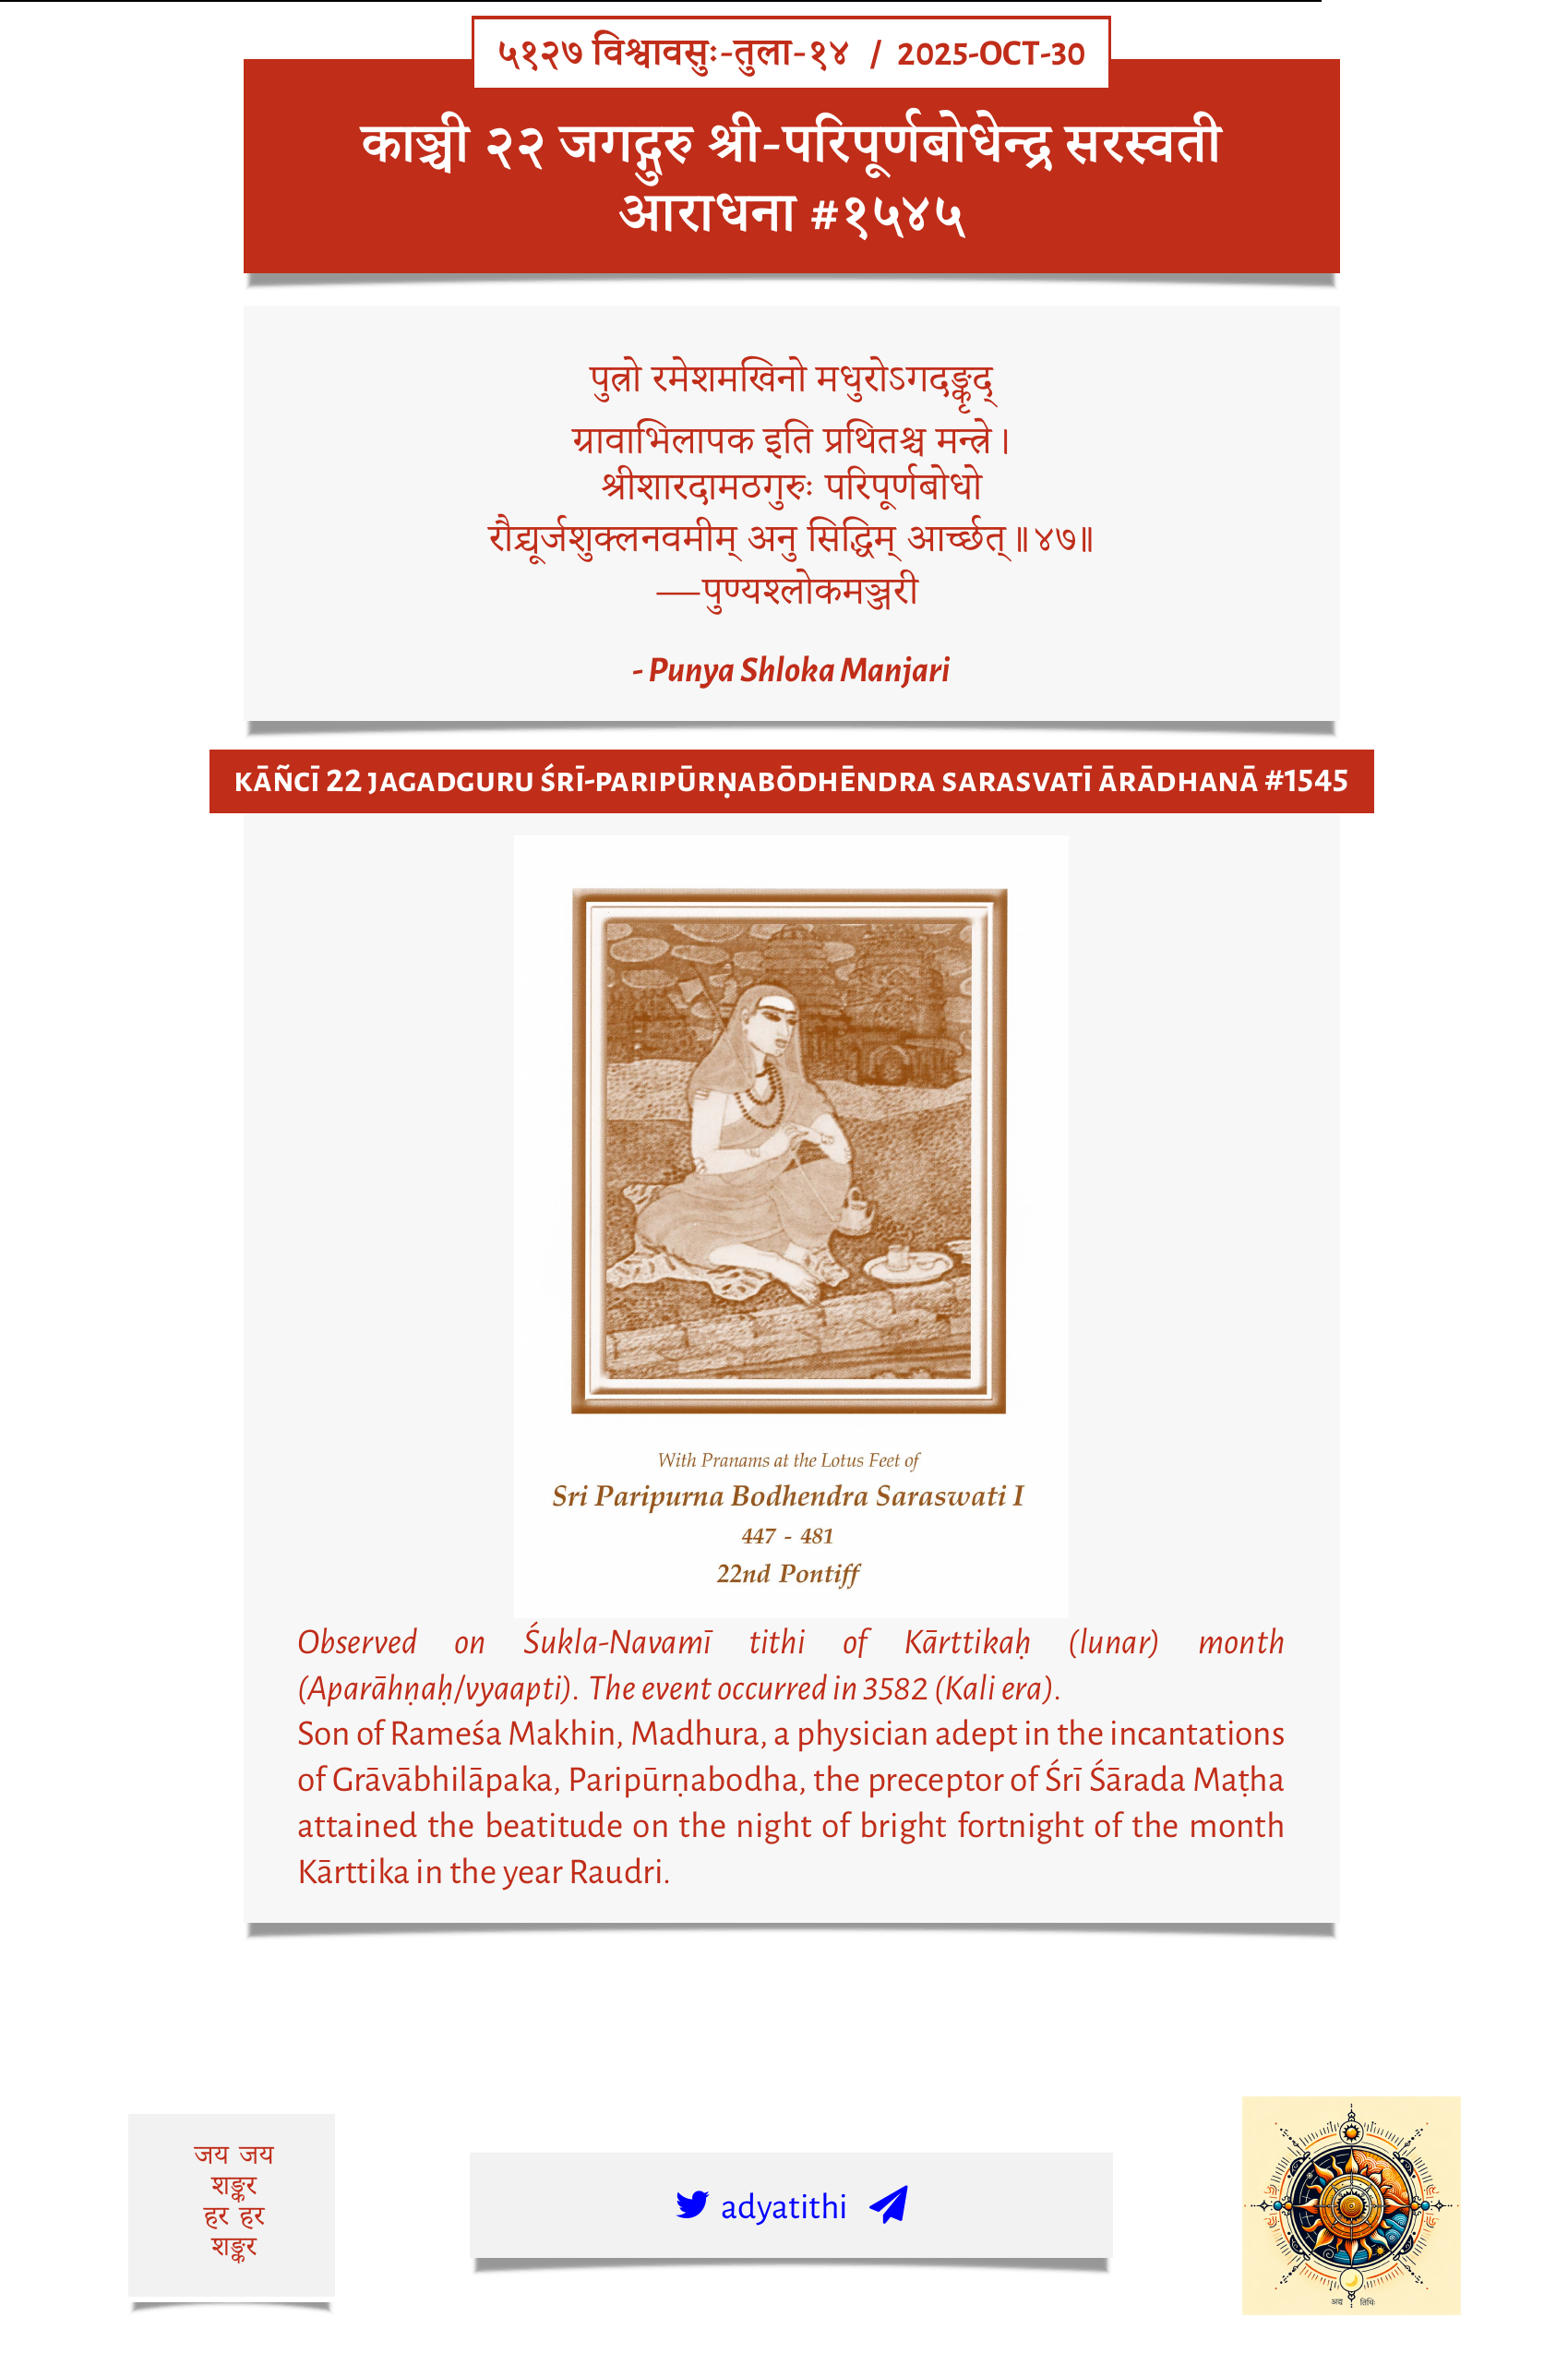 ५१२७ विश्वावसुः-तुला-१४ / 2025-OCT-30
काञ्ची २२ जगद्गुरु श्री-परिपूर्णबोधेन्द्र सरस्वती
आराधना #१५४५
पुत्रो रमेशमखिनो मधुरोऽगदङ्कृद्
ग्रावाभिलापक इति प्रथितश्च मन्त्रे।
श्रीशारदामठगुरुः परिपूर्णबोधो
रौद्र्यूर्जशुक्लनवमीम् अनु सिद्धिम् आर्च्छत्॥४७॥
—पुण्यश्लोकमञ्जरी
- Punya Shloka Manjari
KĀÑCĪ 22 JAGADGURU ŚRĪ-PARIPŪRṆABŌDHĒNDRA SARASVATĪ ĀRĀDHANĀ #1545
With Pranams at the Lotus Feet of
Sri Paripurna Bodhendra Saraswati I
447 - 481
22nd Pontiff
Observed on Śukla-Navamī tithi of Kārttikaḥ (lunar) month
(Aparāhṇaḥ/vyaapti). The event occurred in 3582 (Kali era).
Son of Rameśa Makhin, Madhura, a physician adept in the incantations
of Grāvābhilāpaka, Paripūrṇabodha, the preceptor of Śrī Śārada Maṭha
attained the beatitude on the night of bright fortnight of the month
Kārttika in the year Raudri.
जय जय
शङ्कर
हर हर
शङ्कर
adyatithi
अद्य तिथिः